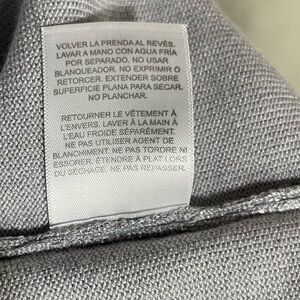 VOLVER LA PRENDA AL REVÉS.
LAVAR A MANO CON AGUA FRÍA
POR SEPARADO. NO USAR
BLANQUEADOR. NO EXPRIMIR O
RETORCER. EXTENDER SOBRE
SUPERFICIE PLANA PARA SECAR.
NO PLANCHAR.
RETOURNER LE VÊTEMENT À
L'ENVERS. LAVER À LA MAIN À
L'EAU FROIDE SÉPARÉMENT.
NE PAS UTILISER AGENT DE
BLANCHIMENT. NE PAS TORDRE NI
ESSORER. ÉTENDRE À PLAT LORS
DU SECHAGE. NE PAS REPASSER.